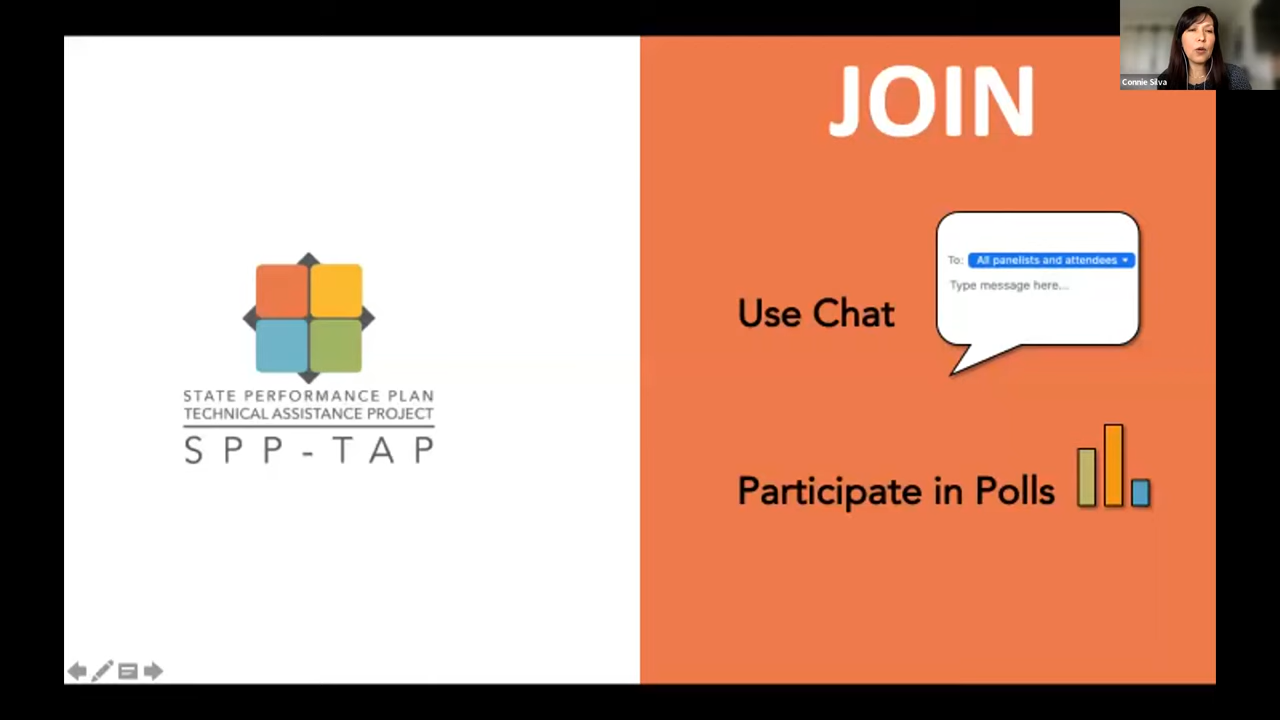 JOIN
Connie Silva
To: All panelists and attendees
Type message here...
Use Chat
STATE PERFORMANCE PLAN
TECHNICAL ASSISTANCE PROJECT
SPP-TAP
Participate in Polls